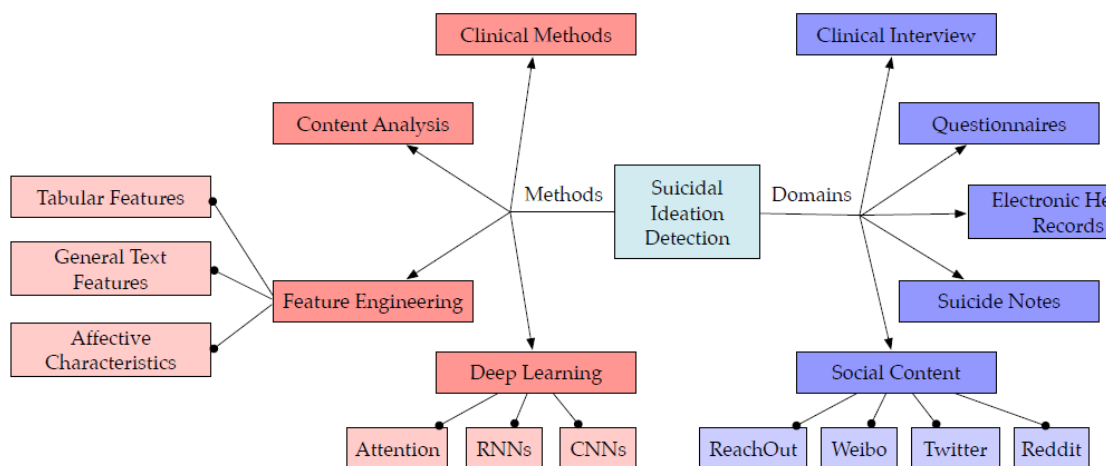 Clinical Methods
Clinical Interview
Content Analysis
Questionnaires
Tabular Features
Methods
Suicidal
Ideation
Detection
Domains
Electronic
Records
General Text
Features
Feature Engineering
Suicide Notes
Affective
Characteristics
Deep Learning
Social Content
Attention
RNNs
CNNs
ReachOut
Weibo
Twitter
Reddit